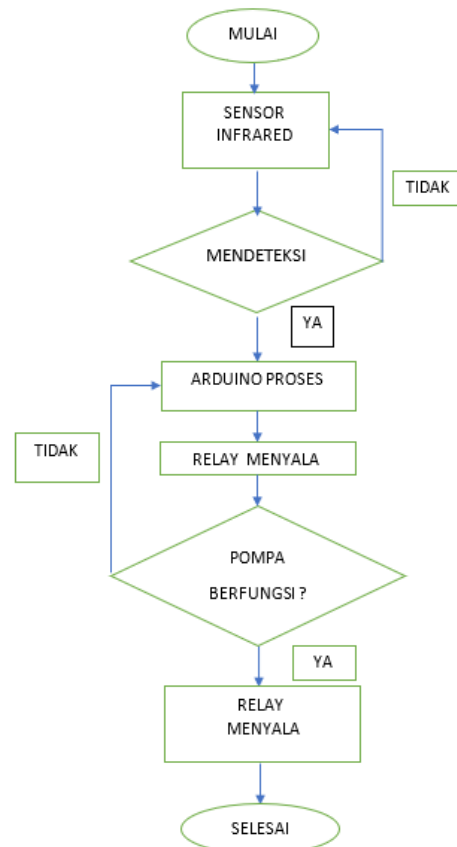 MULAI
SENSOR
INFRARED
TIDAK
MENDETEKSI
YA
ARDUINO PROSES
TIDAK
RELAY MENYALA
POMPA
BERFUNGSI ?
YA
RELAY
MENYALA
SELESAI